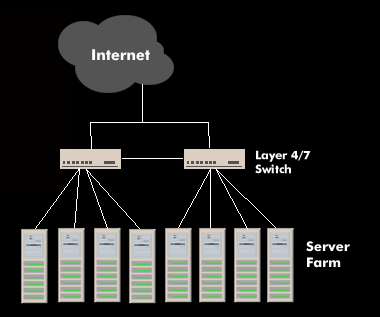 Internet
Layer 4/7
Switch
Server
Farm